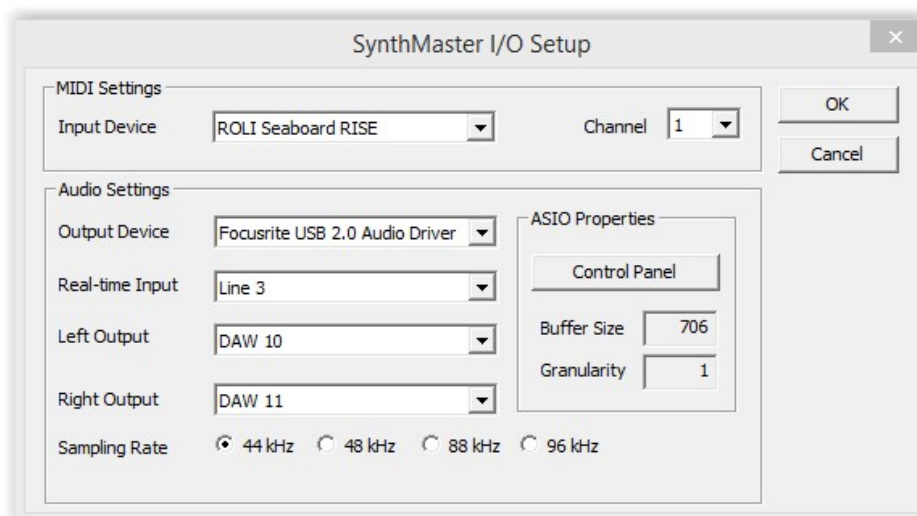 SynthMaster I/O Setup
MIDI Settings
Input Device ROLI Seaboard RISE Channel 1
OK
Cancel
Audio Settings
Output Device Focusrite USB 2.0 Audio Driver
Real-time Input Line 3
Left Output DAW 10
Right Output DAW 11
Sampling Rate 44 kHz 48 kHz 88 kHz 96 kHz
ASIO Properties
Control Panel
Buffer Size 706
Granularity 1